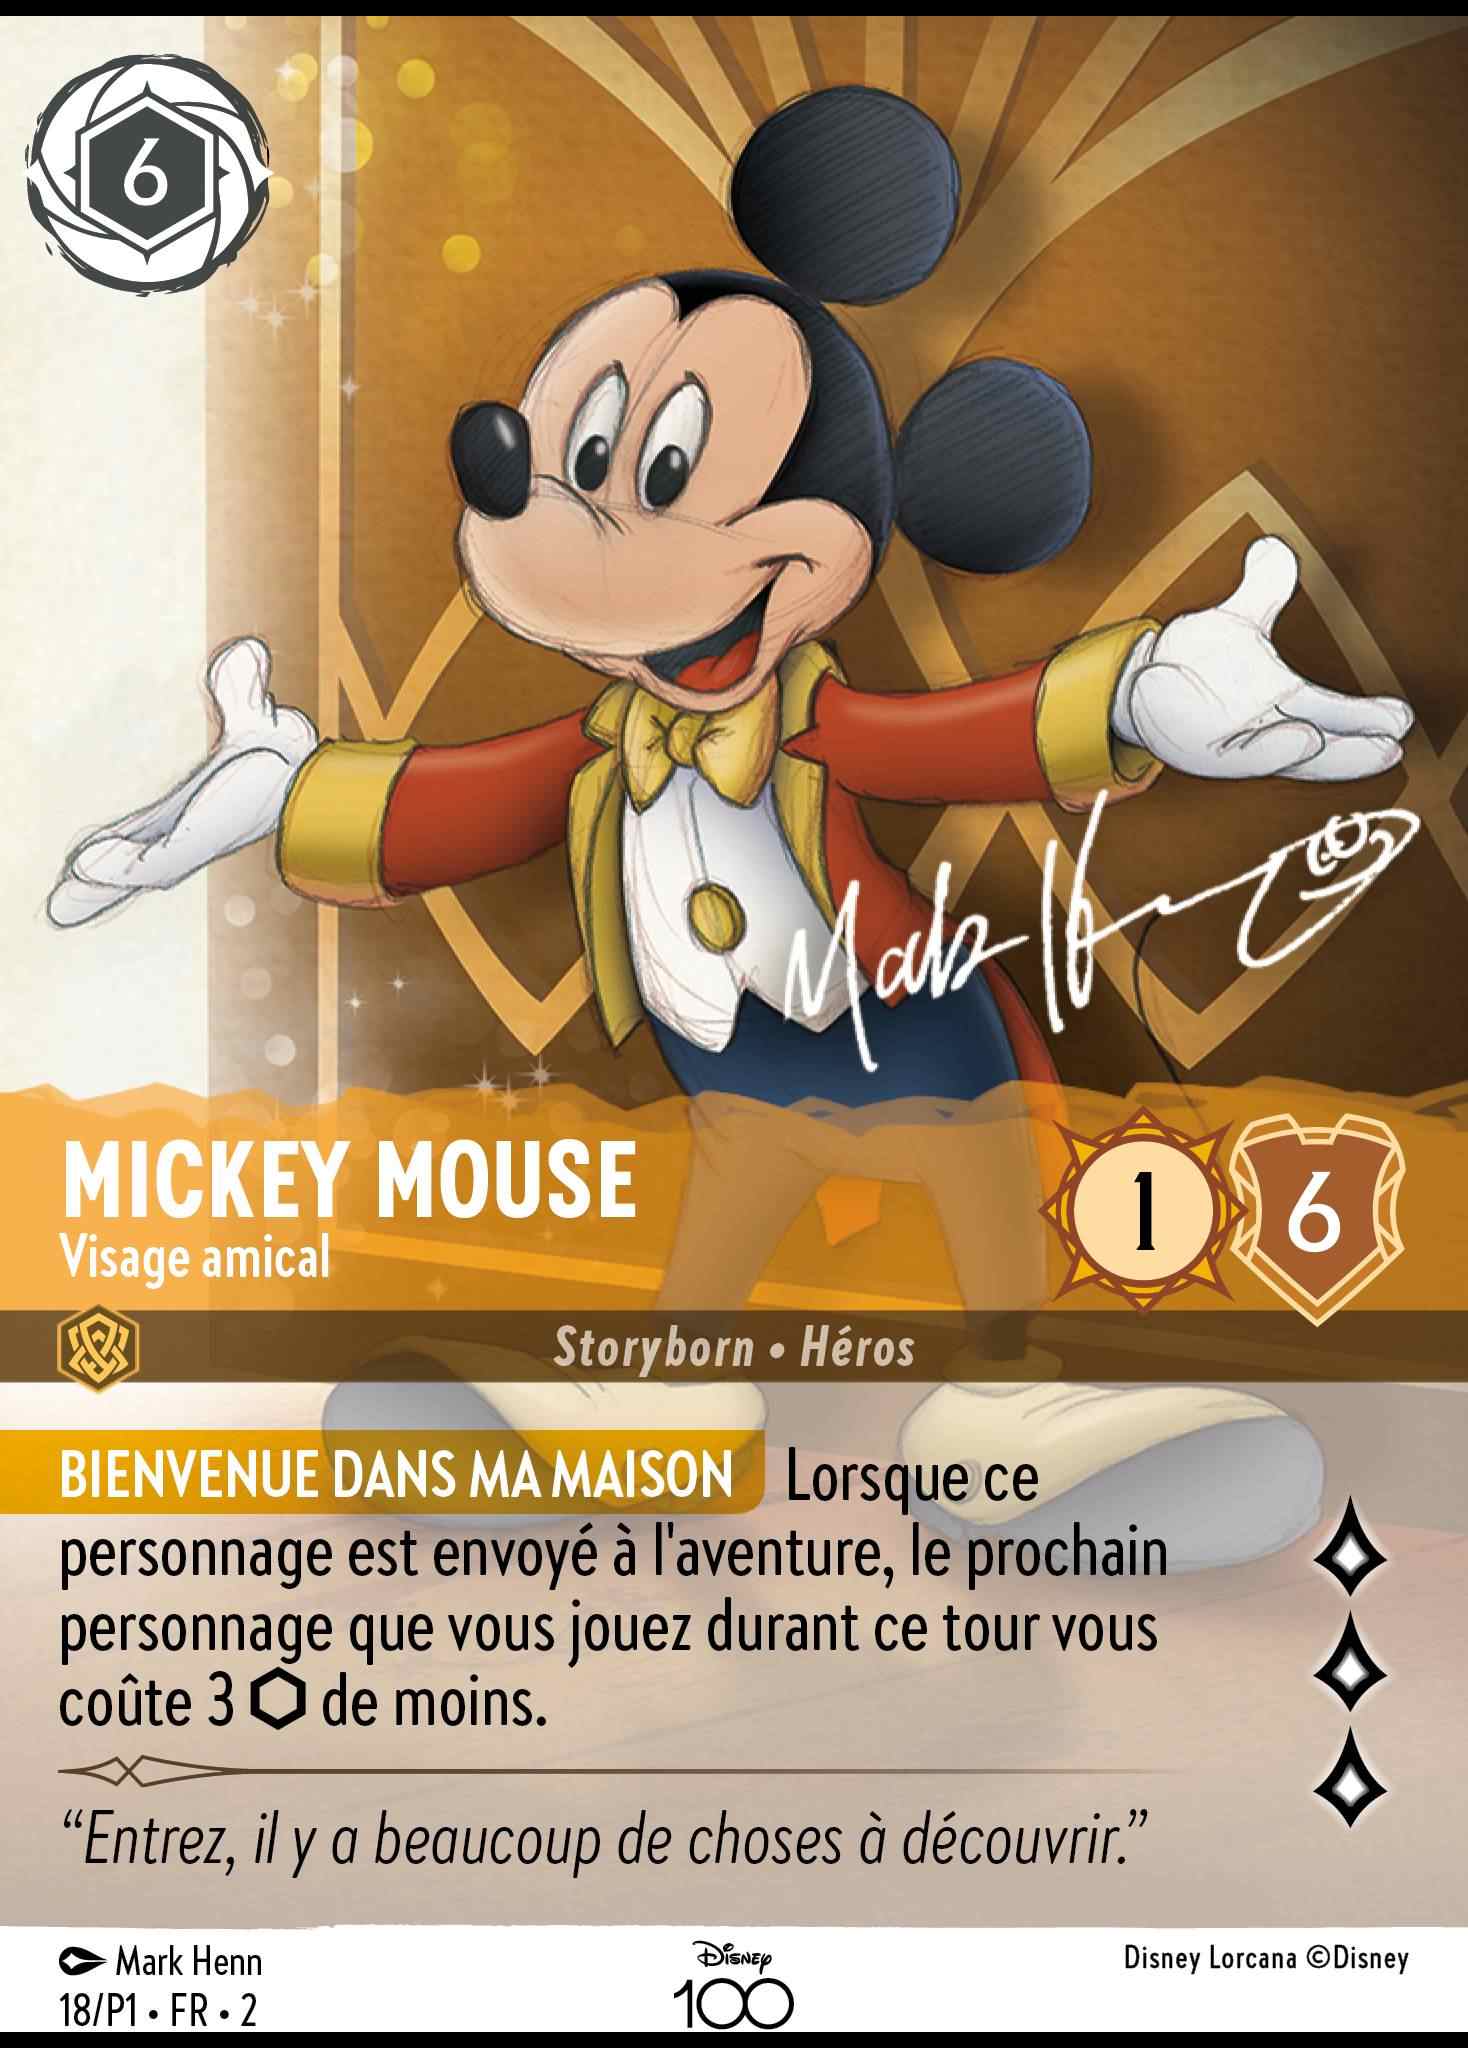 6
Mark Henn
MICKEY MOUSE
Visage amical
1 6
Storyborn • Héros
BIENVENUE DANS MA MAISON Lorsque ce
personnage est envoyé à l'aventure, le prochain
personnage que vous jouez durant ce tour vous
coûte 3 ⬡ de moins.
“Entrez, il y a beaucoup de choses à découvrir.”
Mark Henn
18/P1 • FR • 2
Disney
100
Disney Lorcana ©Disney